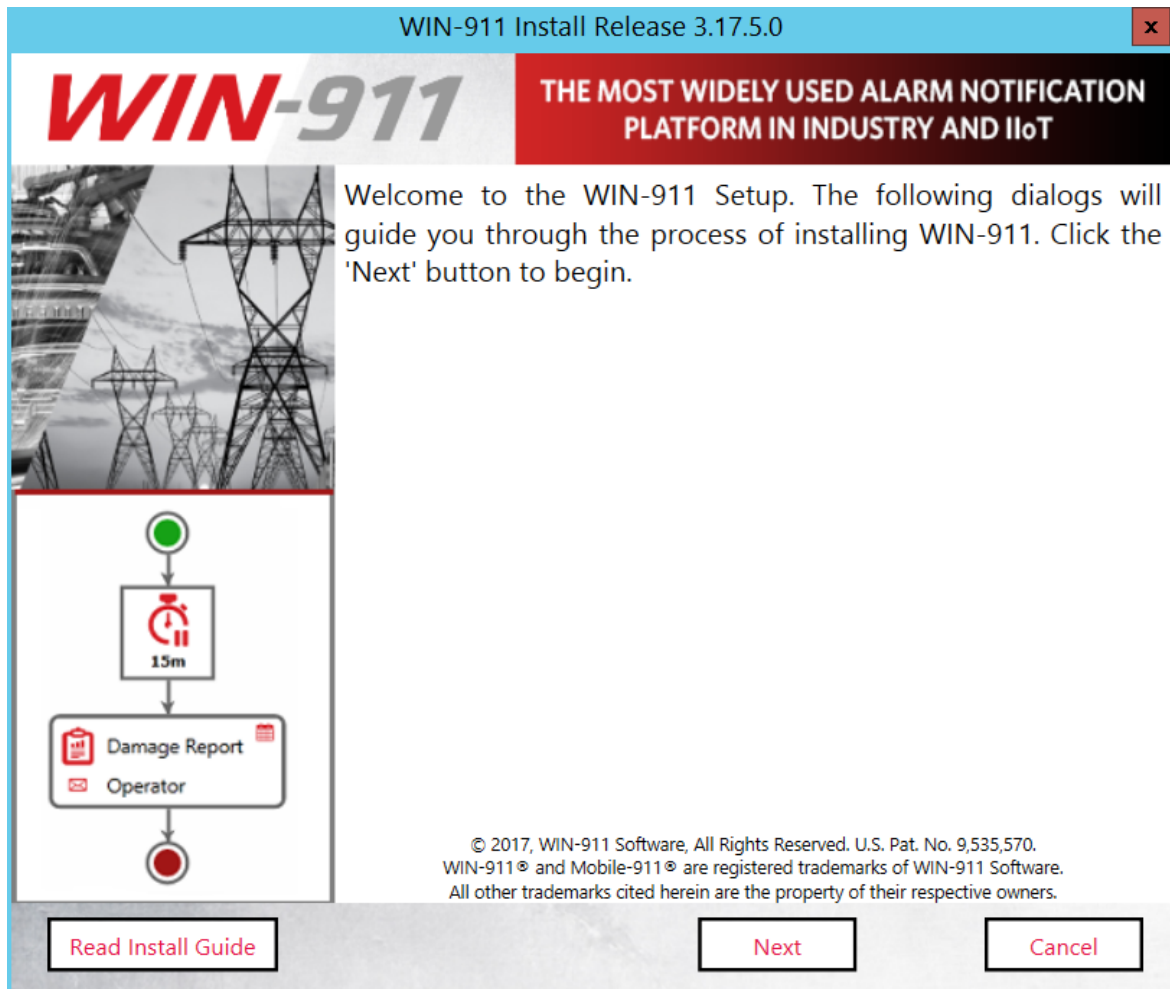 WIN-911 Install Release 3.17.5.0
x
WIN-911
THE MOST WIDELY USED ALARM NOTIFICATION
PLATFORM IN INDUSTRY AND IIoT
Welcome to the WIN-911 Setup. The following dialogs will
guide you through the process of installing WIN-911. Click the
'Next' button to begin.
15m
Damage Report
Operator
© 2017, WIN-911 Software, All Rights Reserved. U.S. Pat. No. 9,535,570.
WIN-911® and Mobile-911® are registered trademarks of WIN-911 Software.
All other trademarks cited herein are the property of their respective owners.
Read Install Guide
Next
Cancel